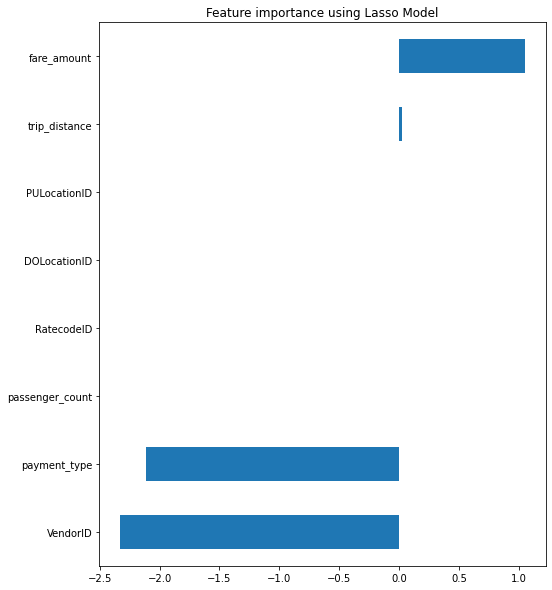 Feature importance using Lasso Model
fare_amount
trip_distance
PULocationID
DOLocationID
RatecodeID
passenger_count
payment_type
VendorID
−2.5 −2.0 −1.5 −1.0 −0.5 0.0 0.5 1.0